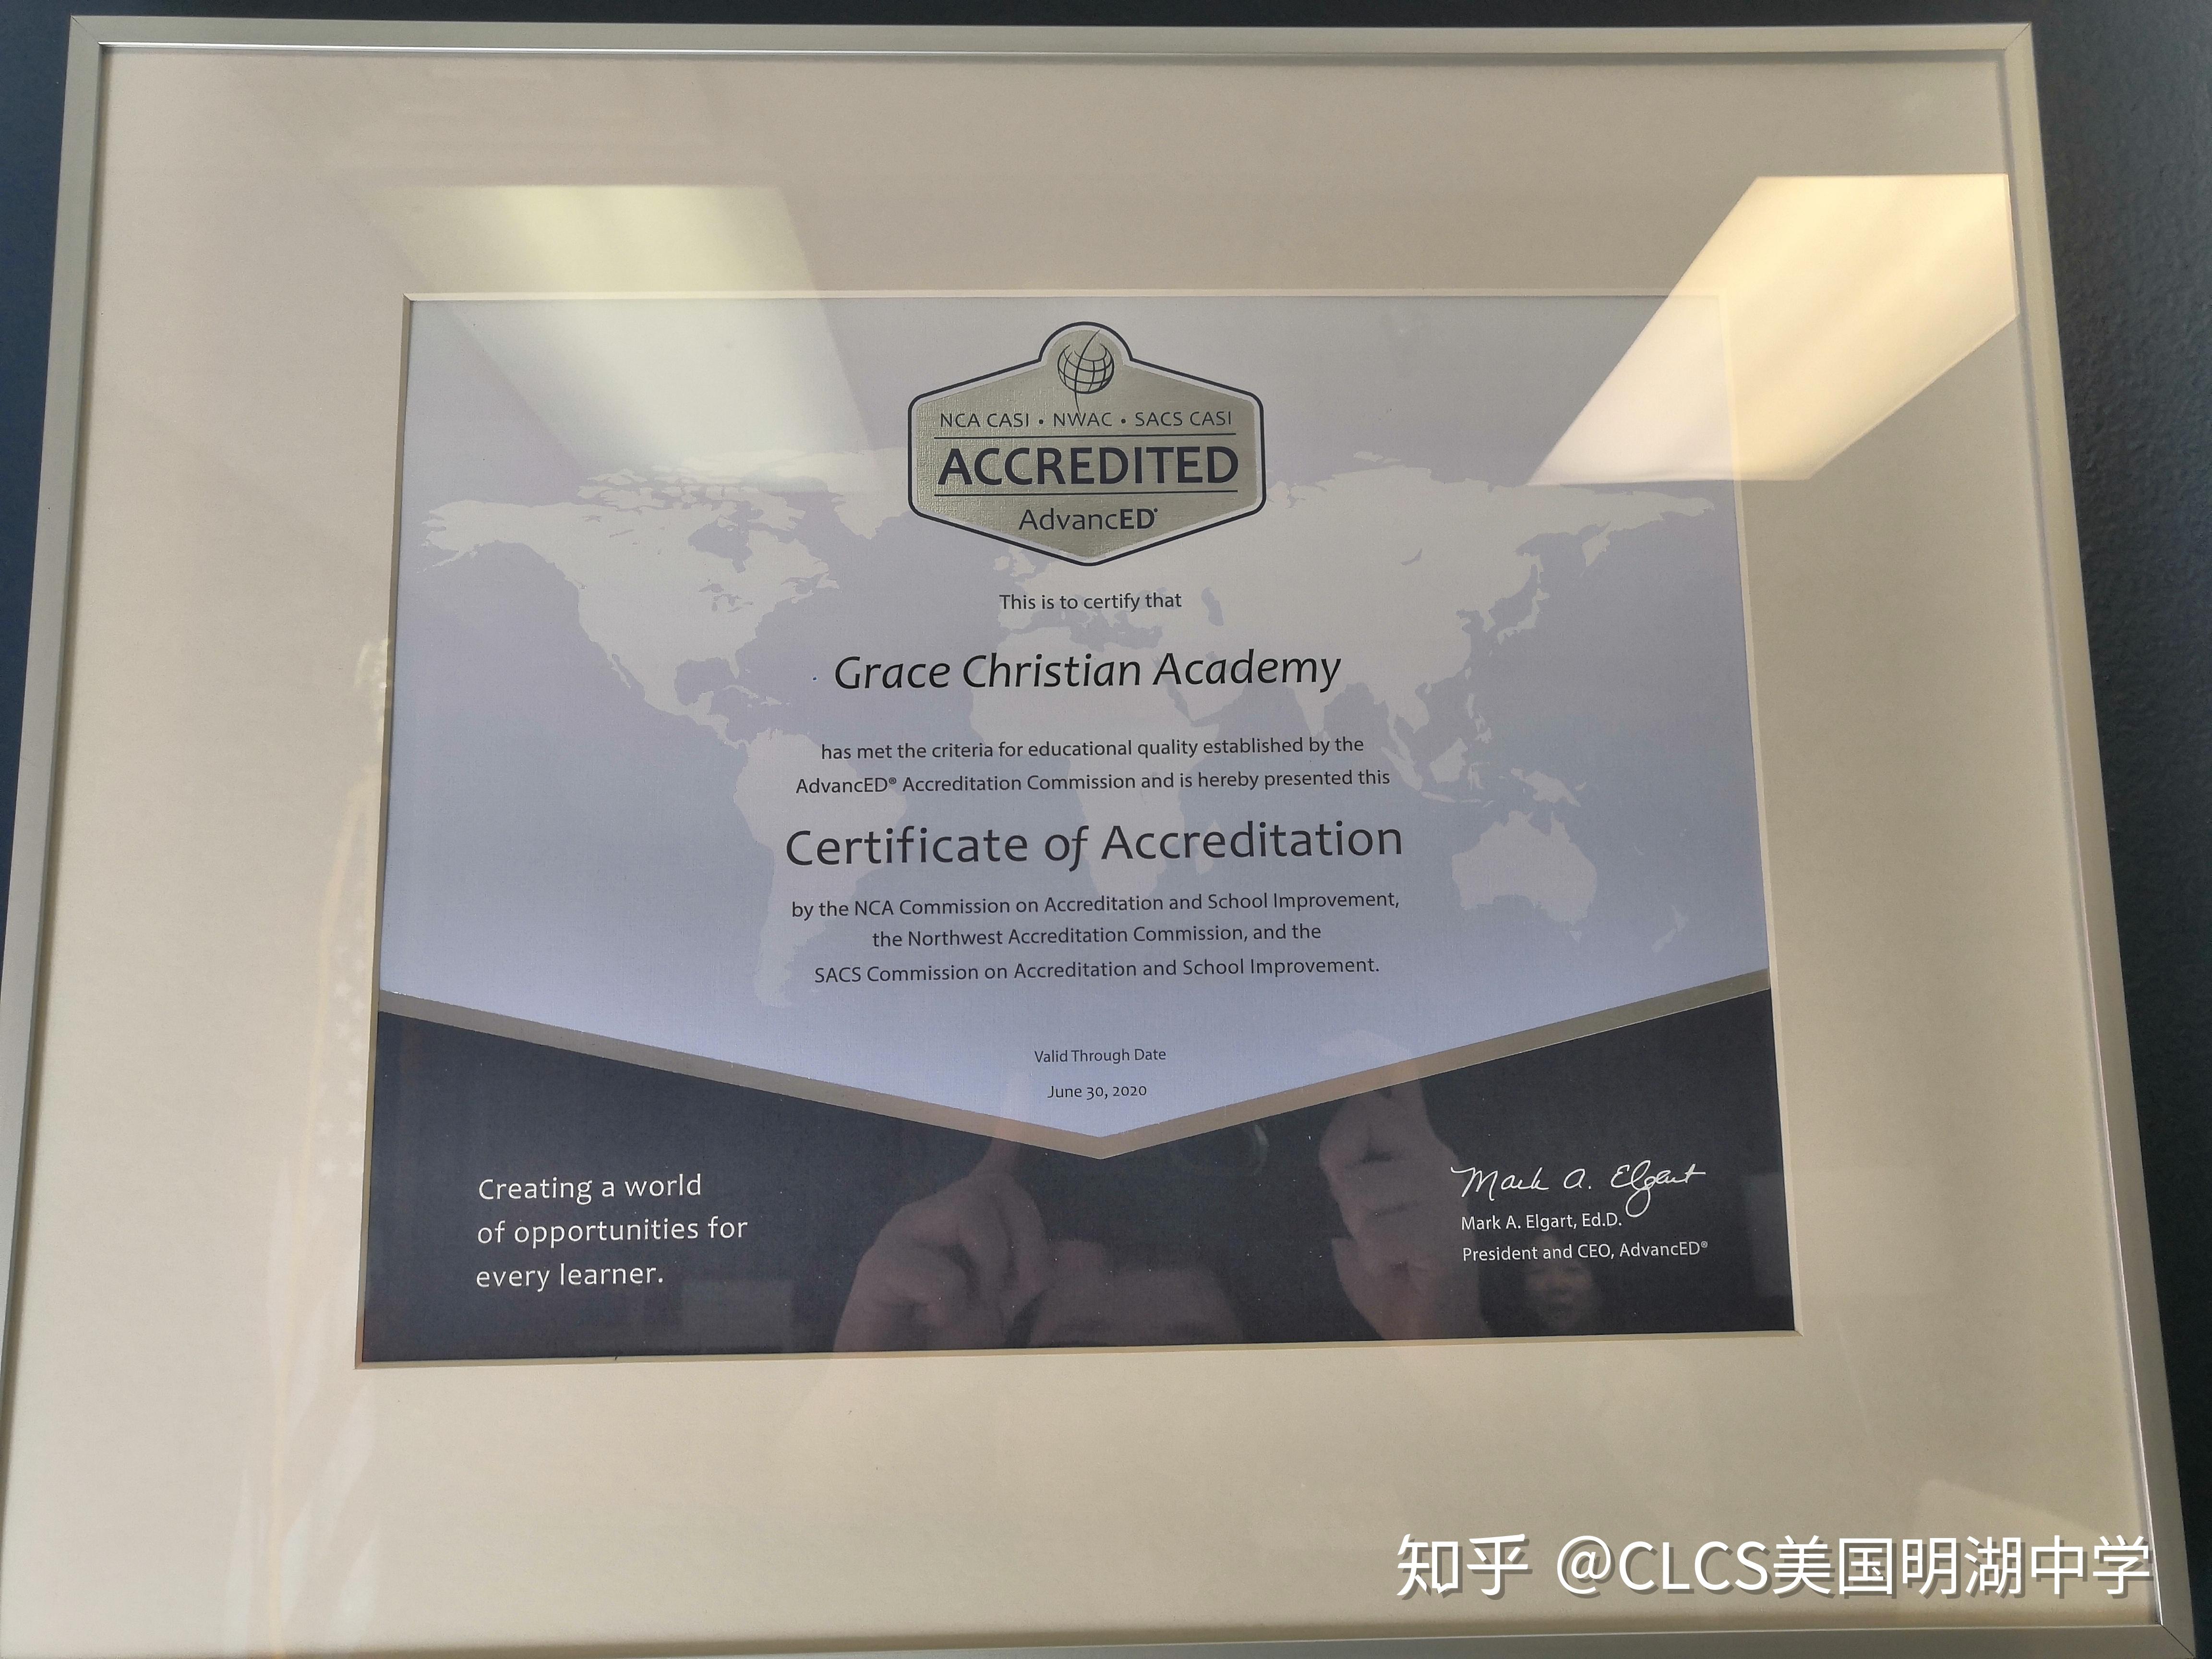 NCA CASI • NWAC • SACS CASI
ACCREDITED
AdvancED®
This is to certify that
Grace Christian Academy
has met the criteria for educational quality established by the
AdvancED® Accreditation Commission and is hereby presented this
Certificate of Accreditation
by the NCA Commission on Accreditation and School Improvement,
the Northwest Accreditation Commission, and the
SACS Commission on Accreditation and School Improvement.
Valid Through Date
June 30, 2020
Creating a world
of opportunities for
every learner.
Mark A. Elgart
Mark A. Elgart, Ed.D.
President and CEO, AdvancED®
知乎 @CLCS美国明湖中学